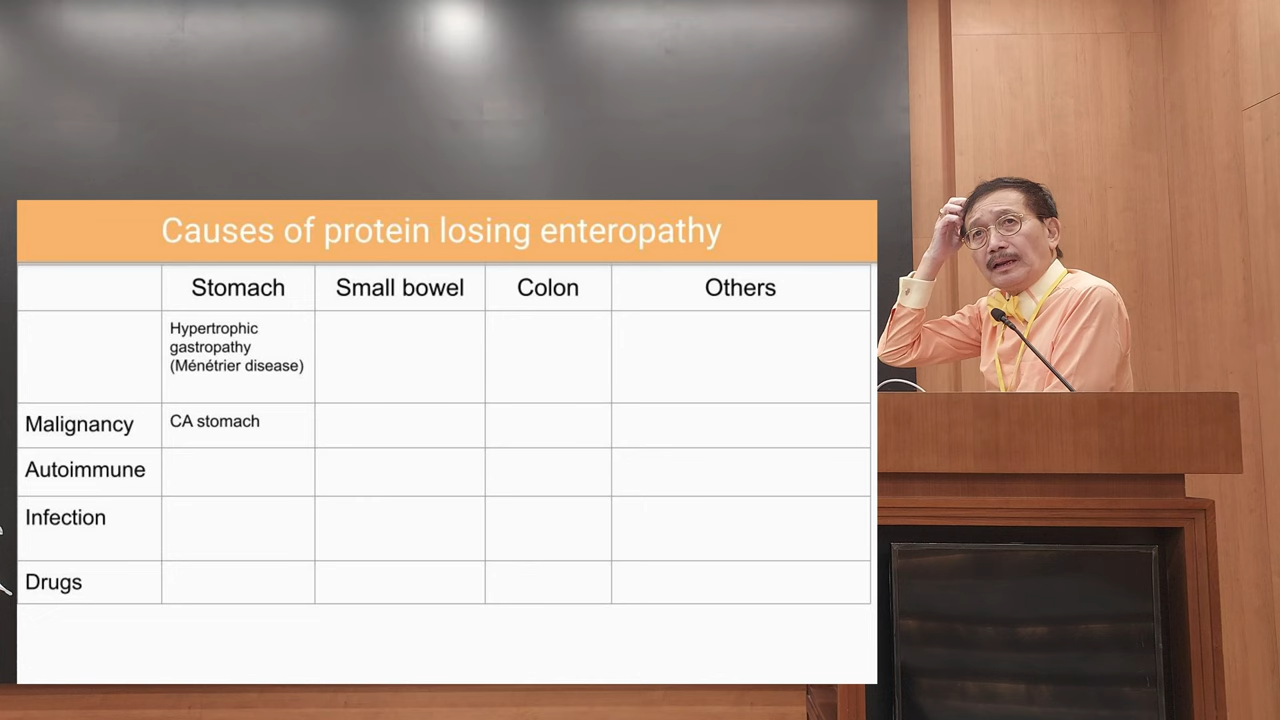 Causes of protein losing enteropathy
Stomach Small bowel Colon Others
Hypertrophic
gastropathy
(Ménétrier disease)
Malignancy CA stomach
Autoimmune
Infection
Drugs